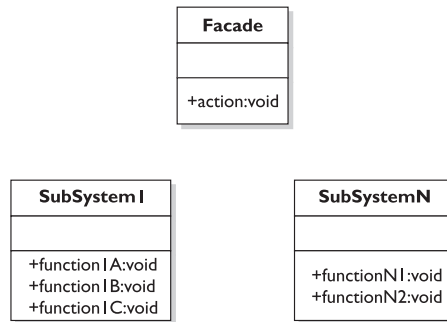 Facade
+action:void
SubSystem1
+function1A:void
+function1B:void
+function1C:void
SubSystemN
+functionN1:void
+functionN2:void